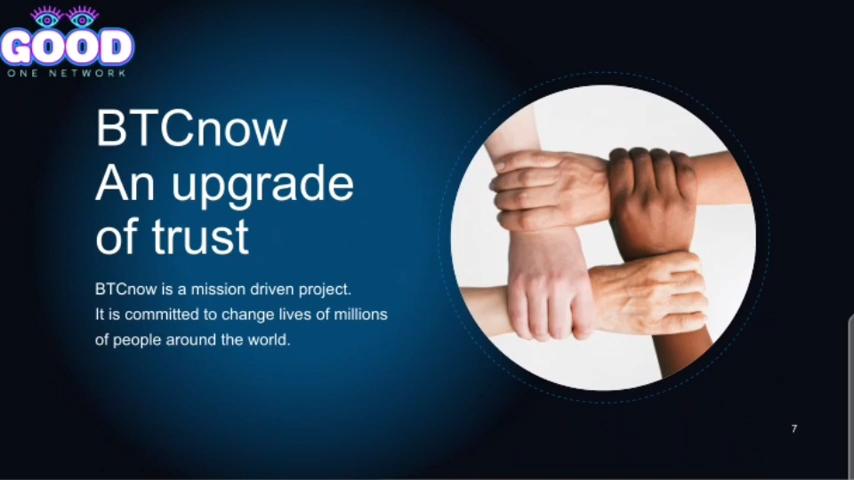 GOOD
ONE NETWORK
BTCnow
An upgrade
of trust
BTCnow is a mission driven project.
It is committed to change lives of millions
of people around the world.
7